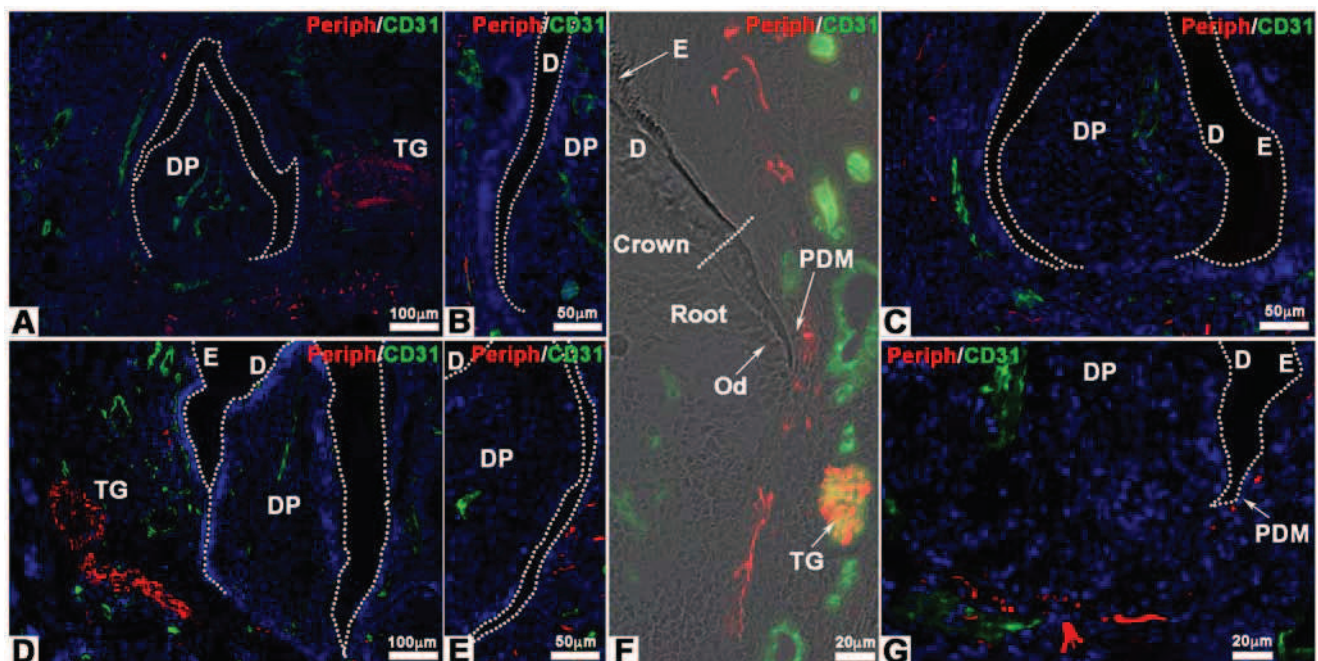 Periph/CD31
DP
TG
A
100μm
Periph/CD31
D
DP
B
50μm
Periph/CD31
E
D
Crown
PDM
Root
Od
TG
F
20μm
Periph/CD31
DP
D
E
C
50μm
Periph/CD31
E
D
TG
DP
D
100μm
Periph/CD31
D
DP
E
50μm
Periph/CD31
DP
D
E
PDM
G
20μm